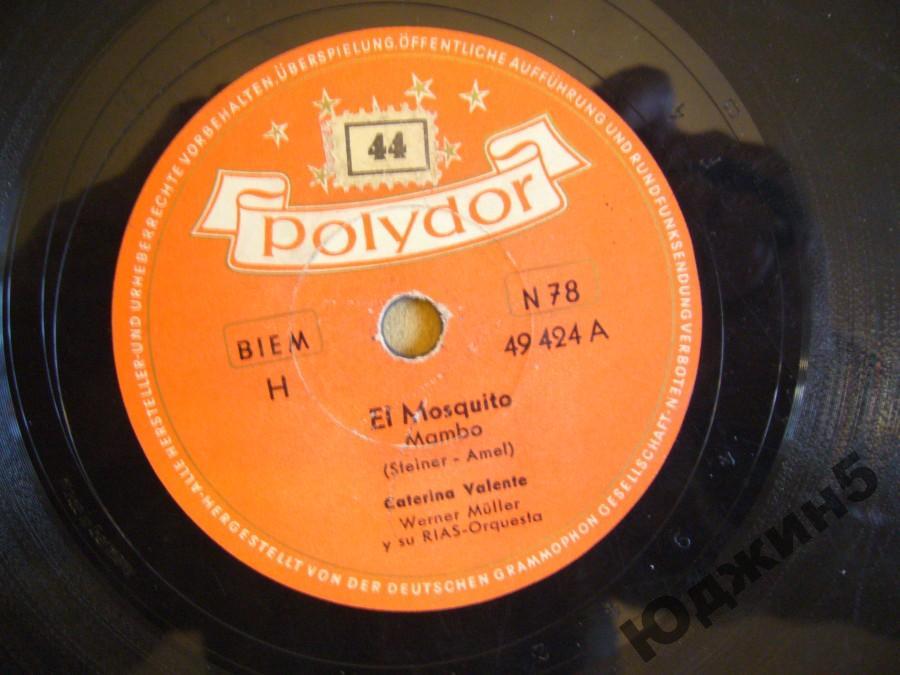 ALLE HERSTELLER-UND URHEBERRECHTE VORBEHALTEN, ÜBERSPIELUNG, ÖFFENTLICHE AUFFÜHRUNG UND RUNDFUNKSENDUNG VERBOTEN
44
polydor
N 78
BIEM
49 424 A
H
El Mosquito
Mambo
(Steiner - Amel)
Caterina Valente
Werner Müller
y su RIAS-Orquesta
HERGESTELLT VON DER DEUTSCHEN GRAMMOPHON GESELLSCHAFT
Юджин5